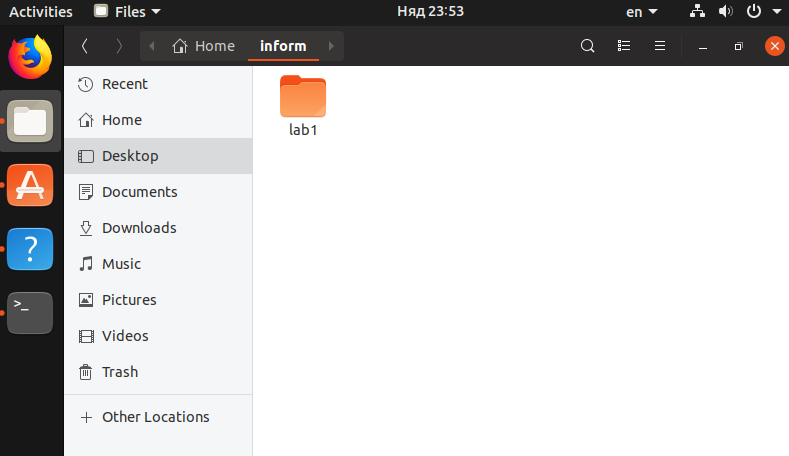 Activities Files Няд 23:53 en
Home inform
Recent
Home
Desktop
Documents
Downloads
Music
Pictures
Videos
Trash
Other Locations
lab1